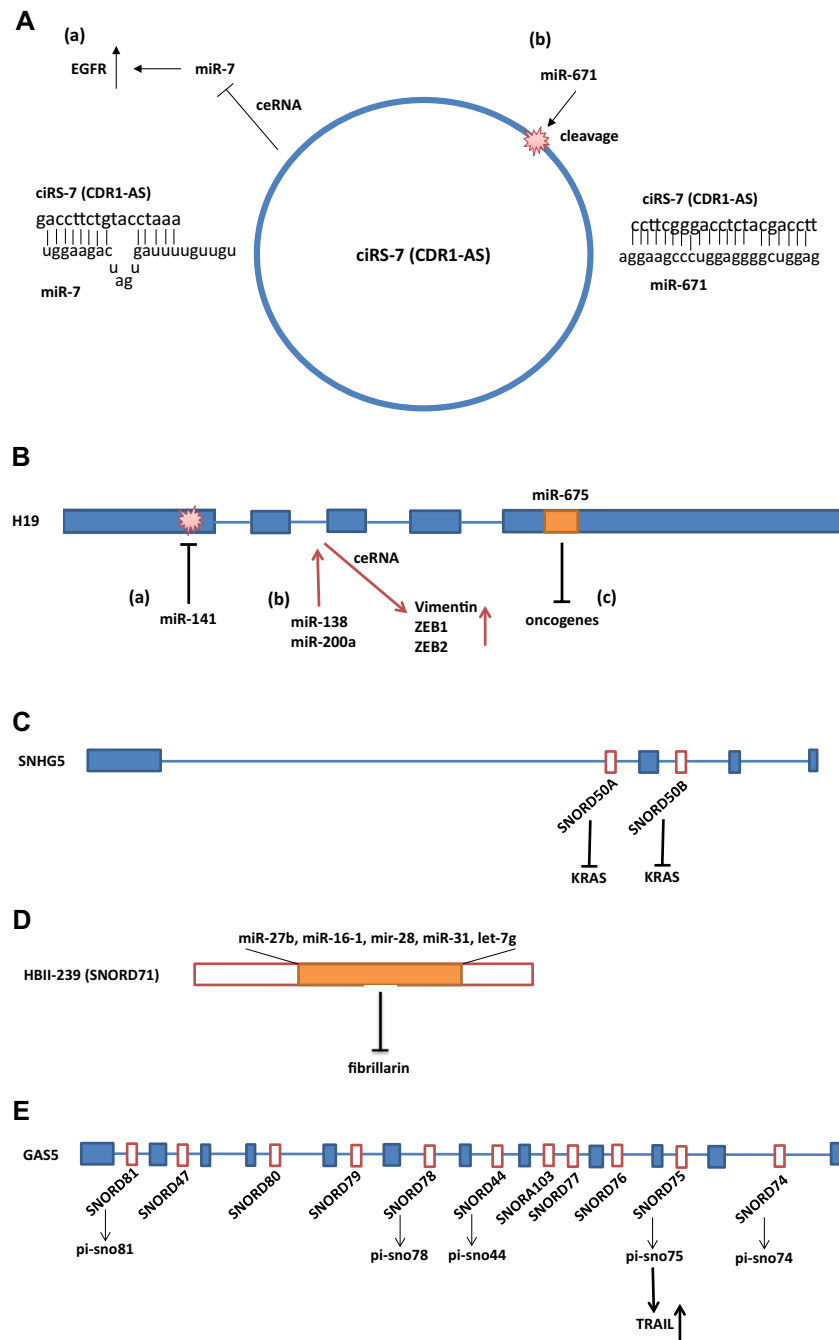 A
(a)
EGFR
miR-7
ceRNA
(b)
miR-671
cleavage
ciRS-7 (CDR1-AS)
gaccttctgtacctaaa
uggaagac gauuuuguugu
u u
ag
miR-7
ciRS-7 (CDR1-AS)
ciRS-7 (CDR1-AS)
ccttcgggacctctacgacctt
aggaagcccuggaggggcuggag
miR-671
B
H19
miR-675
ceRNA
(a)
miR-141
(b)
miR-138
miR-200a
Vimentin
ZEB1
ZEB2
(c)
oncogenes
C
SNHG5
SNORD50A
SNORD50B
KRAS
KRAS
D
miR-27b, miR-16-1, mir-28, miR-31, let-7g
HBII-239 (SNORD71)
fibrillarin
E
GAS5
SNORD81
SNORD47
SNORD80
SNORD79
SNORD78
SNORD44
SNORA103
SNORD77
SNORD76
SNORD75
SNORD74
pi-sno81
pi-sno78
pi-sno44
pi-sno75
pi-sno74
TRAIL